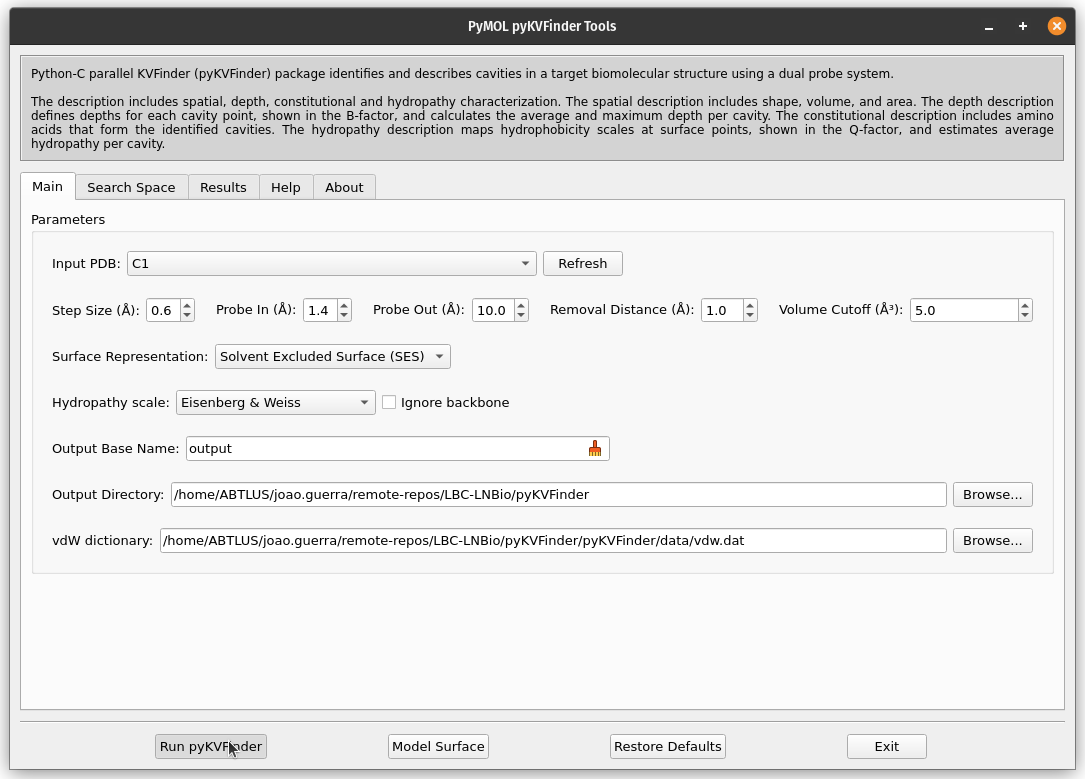 PyMOL pyKVFinder Tools
Python-C parallel KVFinder (pyKVFinder) package identifies and describes cavities in a target biomolecular structure using a dual probe system.
The description includes spatial, depth, constitutional and hydropathy characterization. The spatial description includes shape, volume, and area. The depth description
defines depths for each cavity point, shown in the B-factor, and calculates the average and maximum depth per cavity. The constitutional description includes amino
acids that form the identified cavities. The hydropathy description maps hydrophobicity scales at surface points, shown in the Q-factor, and estimates average
hydropathy per cavity.
Main Search Space Results Help About
Parameters
Input PDB: C1 Refresh
Step Size (Å): 0.6 Probe In (Å): 1.4 Probe Out (Å): 10.0 Removal Distance (Å): 1.0 Volume Cutoff (Å³): 5.0
Surface Representation: Solvent Excluded Surface (SES)
Hydropathy scale: Eisenberg & Weiss Ignore backbone
Output Base Name: output
Output Directory: /home/ABTLUS/joao.guerra/remote-repos/LBC-LNBio/pyKVFinder Browse...
vdW dictionary: /home/ABTLUS/joao.guerra/remote-repos/LBC-LNBio/pyKVFinder/pyKVFinder/data/vdw.dat Browse...
Run pyKVFinder Model Surface Restore Defaults Exit